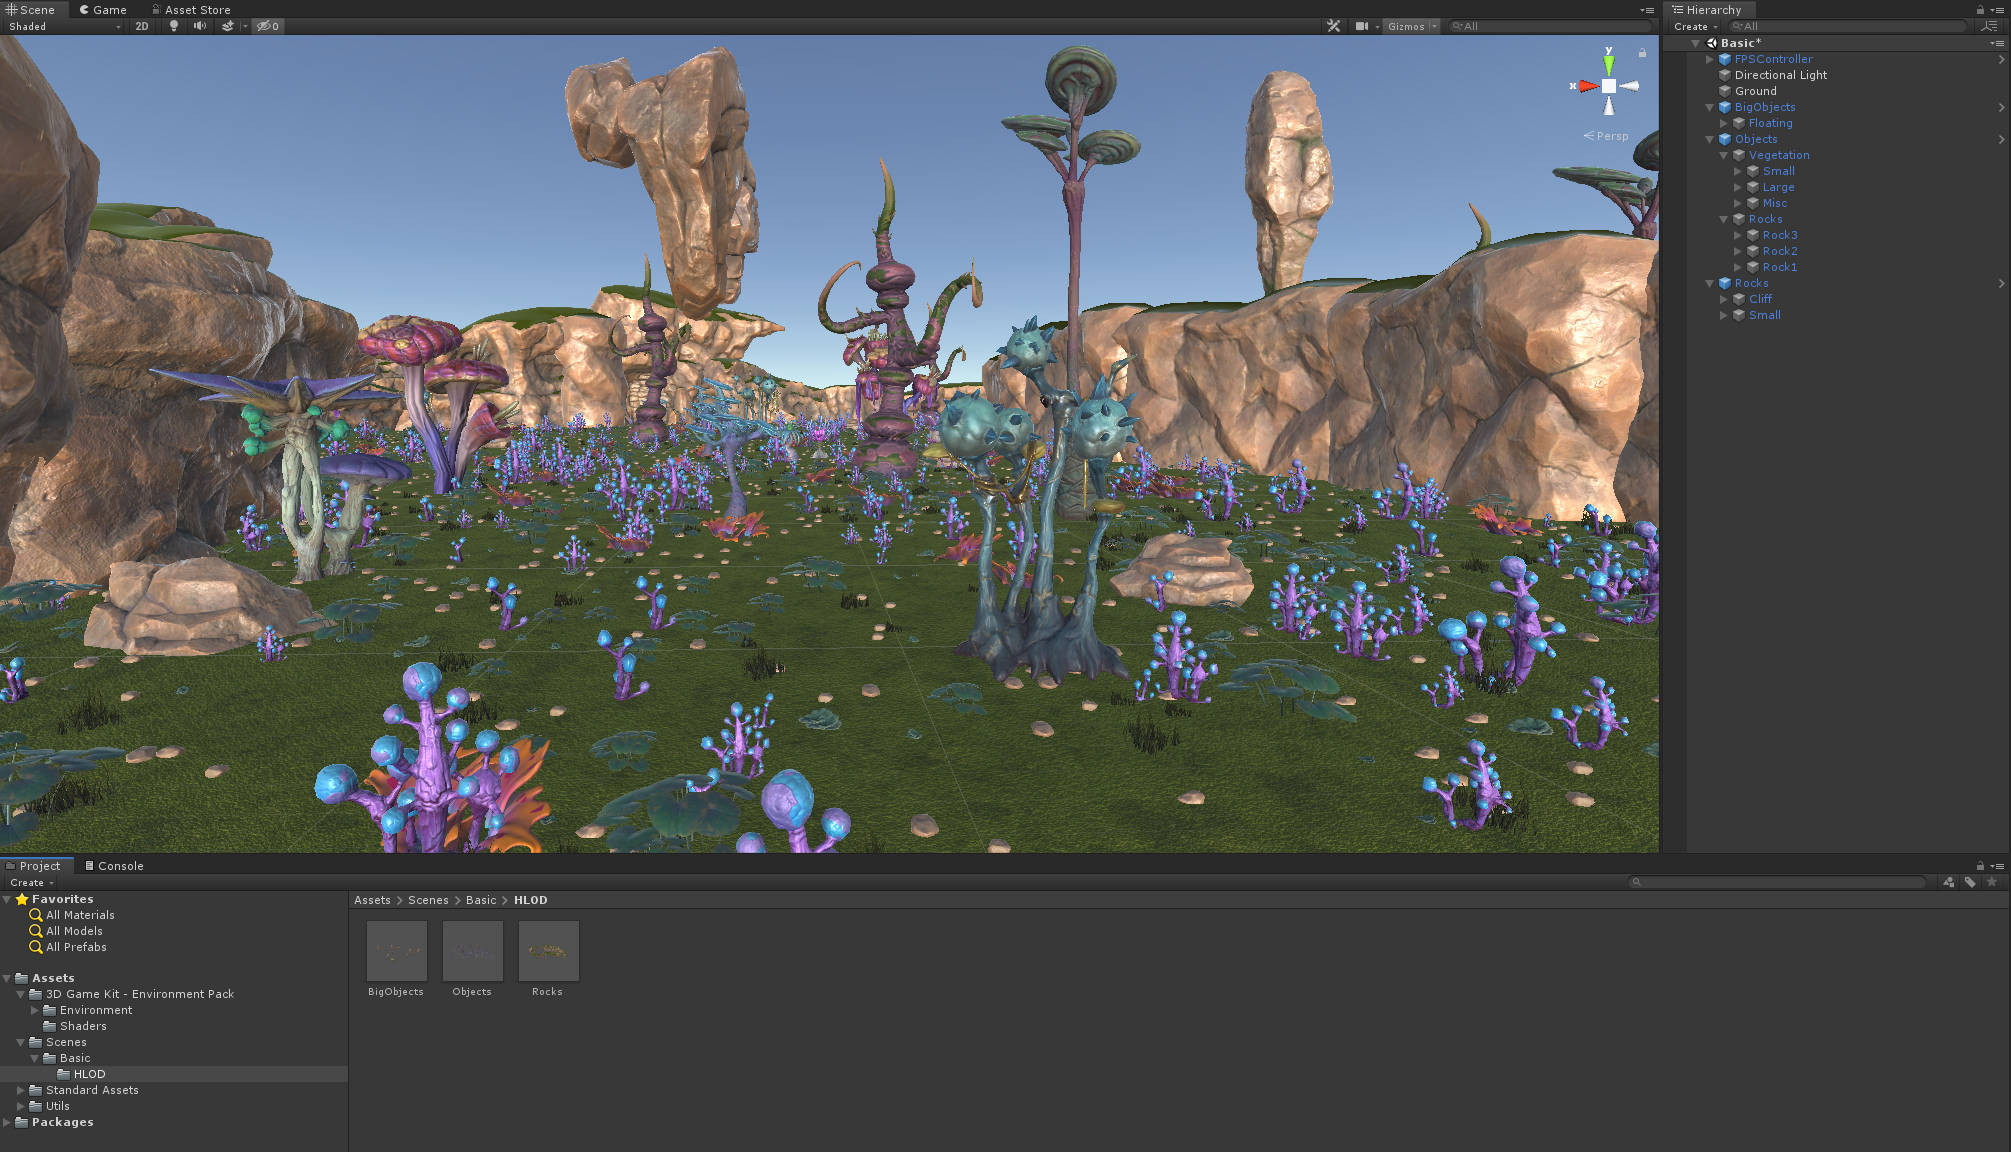 Scene Game Asset Store
Shaded 2D 0 Gizmos All
y
x
Persp
Hierarchy
Create All
Basic*
FPSController
Directional Light
Ground
BigObjects
Floating
Objects
Vegetation
Small
Large
Misc
Rocks
Rock3
Rock2
Rock1
Rocks
Cliff
Small
Project Console
Create
Favorites
All Materials
All Models
All Prefabs
Assets
3D Game Kit - Environment Pack
Environment
Shaders
Scenes
Basic
HLOD
Standard Assets
Utils
Packages
Assets > Scenes > Basic > HLOD
BigObjects Objects Rocks